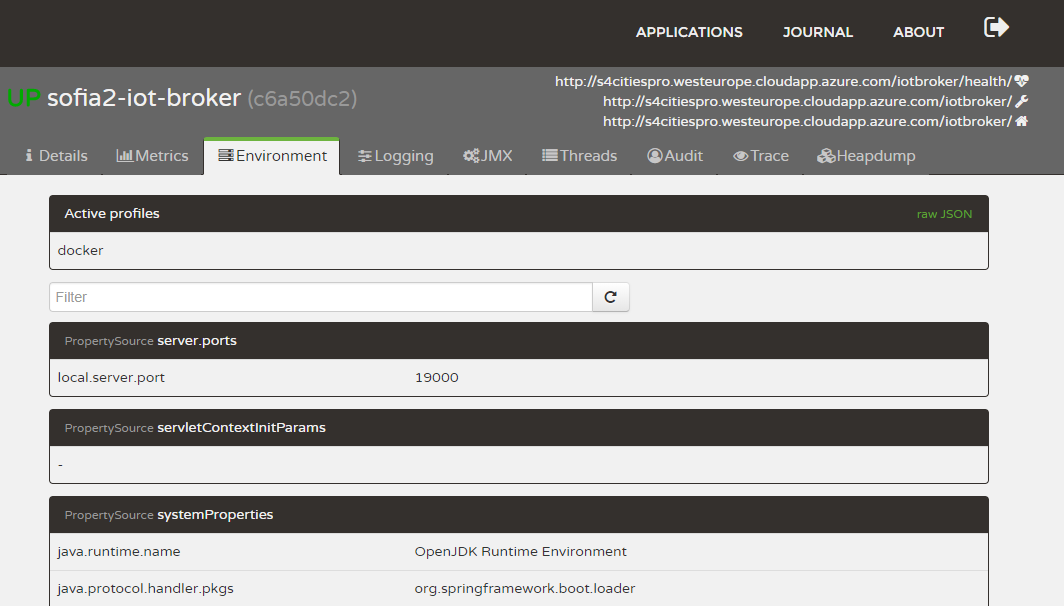 APPLICATIONS JOURNAL ABOUT
UP sofia2-iot-broker (c6a50dc2)
http://s4citiespro.westeurope.cloudapp.azure.com/iotbroker/health/
http://s4citiespro.westeurope.cloudapp.azure.com/iotbroker/
http://s4citiespro.westeurope.cloudapp.azure.com/iotbroker/
Details Metrics Environment Logging JMX Threads Audit Trace Heapdump
Active profiles raw JSON
docker
Filter
PropertySource server.ports
local.server.port 19000
PropertySource servletContextInitParams
-
PropertySource systemProperties
java.runtime.name OpenJDK Runtime Environment
java.protocol.handler.pkgs org.springframework.boot.loader